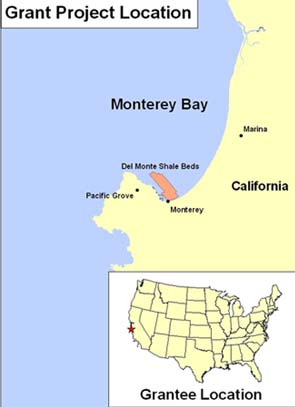 Grant Project Location
Monterey Bay
Marina
Del Monte Shale Beds
California
Pacific Grove
Monterey
Grantee Location